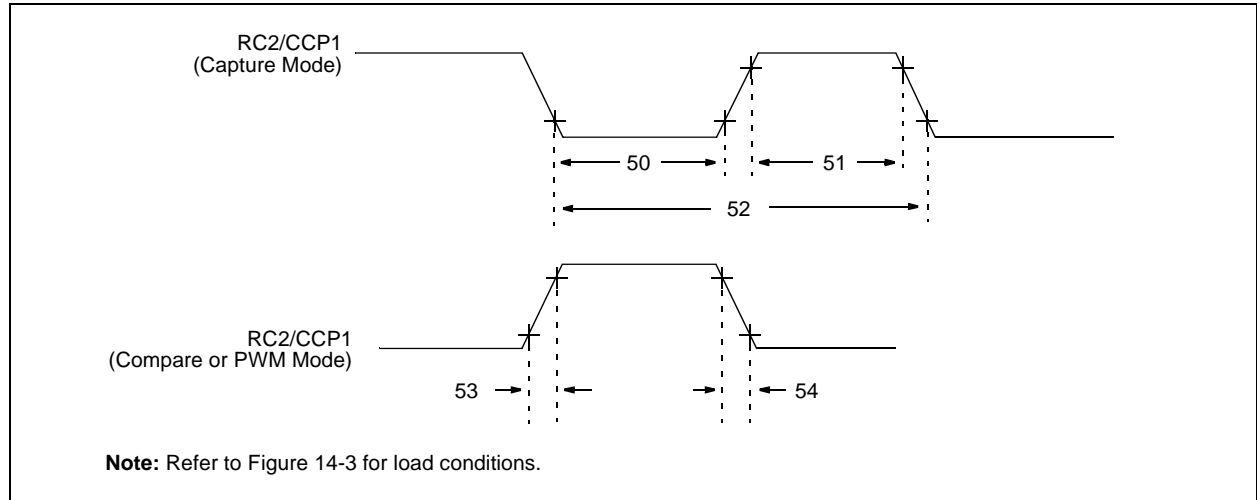 RC2/CCP1
(Capture Mode)
50
51
52
RC2/CCP1
(Compare or PWM Mode)
53
54
Note: Refer to Figure 14-3 for load conditions.